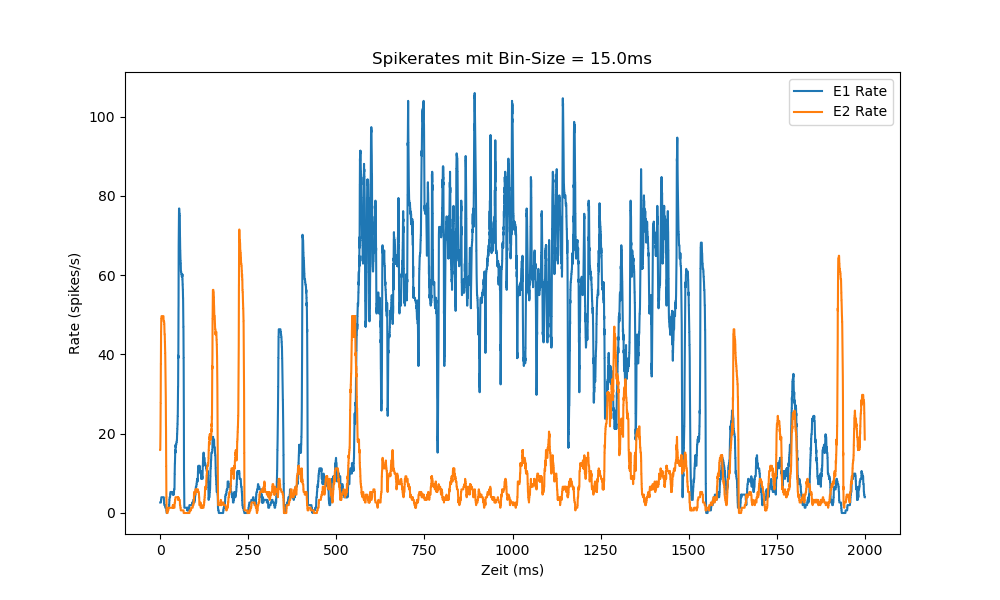 Spikerates mit Bin-Size = 15.0ms
E1 Rate
E2 Rate
Rate (spikes/s)
100
80
60
40
20
0
0 250 500 750 1000 1250 1500 1750 2000
Zeit (ms)